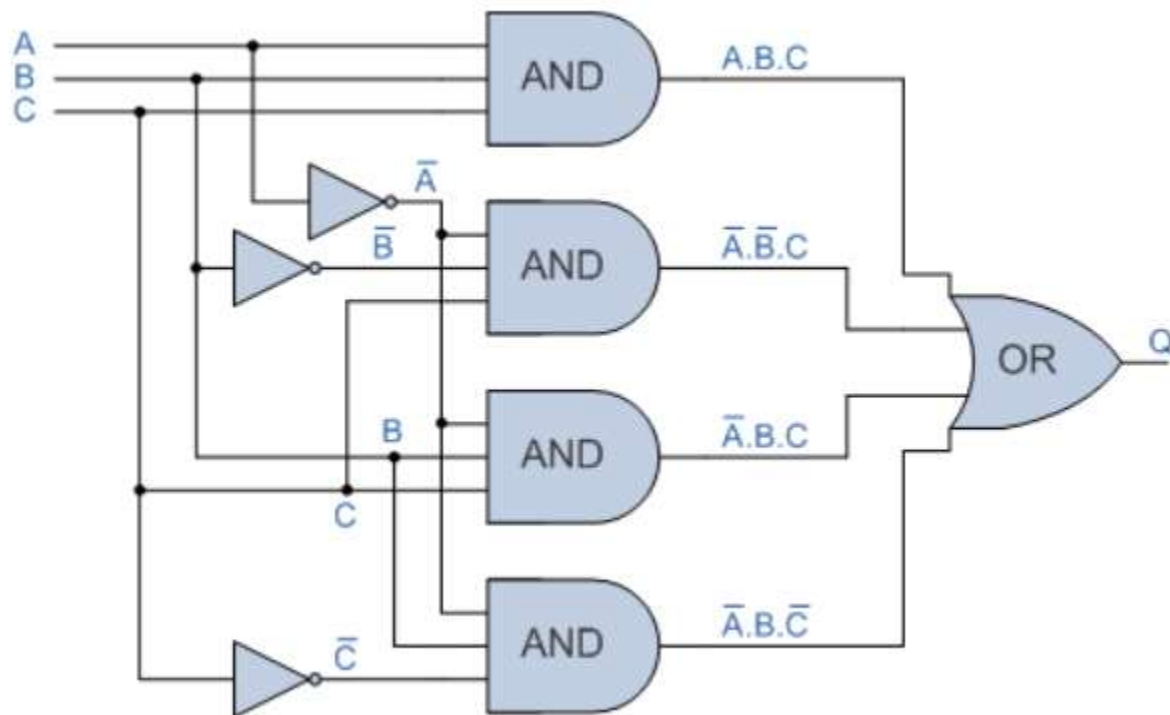 A
B
C
AND
A.B.C
A̅
B̅
AND
A̅.B̅.C
OR
Q
B
C
AND
A̅.B.C
C̅
AND
A̅.B.C̅